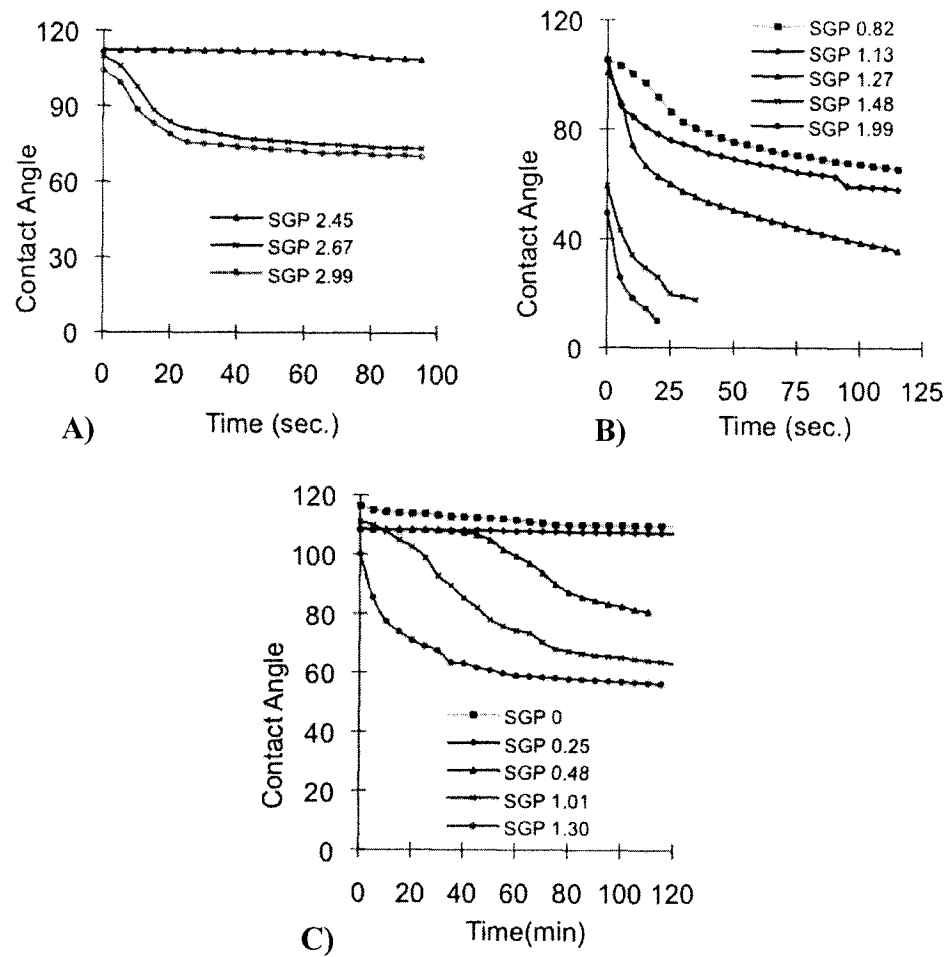 120
90
60
30
0
Contact Angle
SGP 2.45
SGP 2.67
SGP 2.99
0 20 40 60 80 100
Time (sec.)
A)
120
80
40
0
Contact Angle
SGP 0.82
SGP 1.13
SGP 1.27
SGP 1.48
SGP 1.99
0 25 50 75 100 125
Time (sec.)
B)
120
100
80
60
40
20
0
Contact Angle
SGP 0
SGP 0.25
SGP 0.48
SGP 1.01
SGP 1.30
0 20 40 60 80 100 120
Time(min)
C)